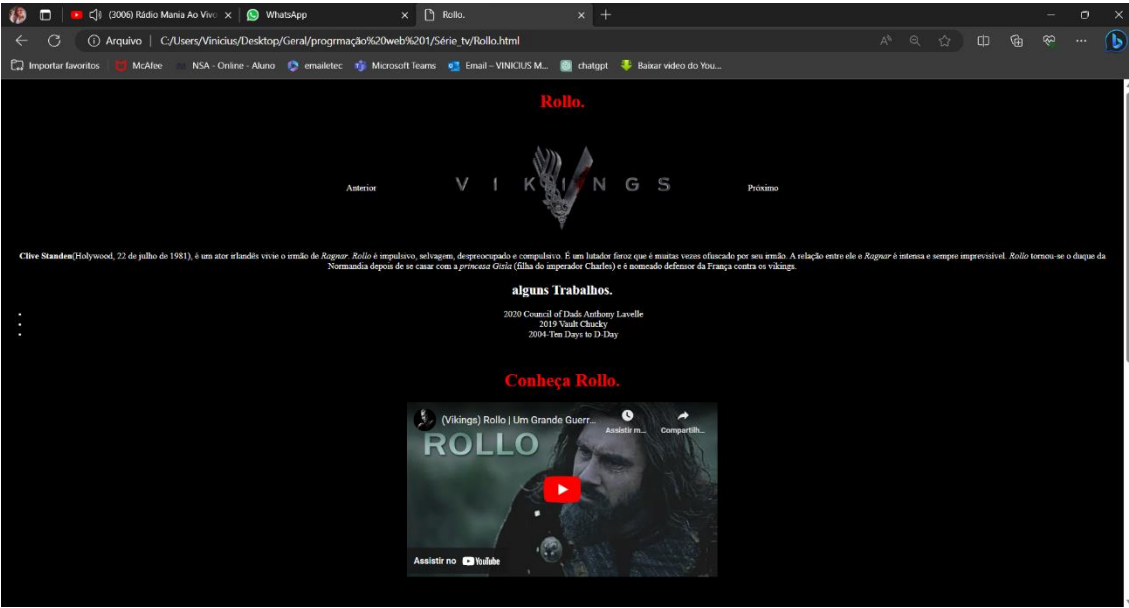 (3006) Rádio Mania Ao Vivo
WhatsApp
Rollo.
Arquivo | C:/Users/Vinicius/Desktop/Geral/progrmação%20web%201/Série_tv/Rollo.html
Importar favoritos McAfee NSA - Online - Aluno emailetec Microsoft Teams Email – VINICIUS M... chatgpt Baixar video do You...
Rollo.
Anterior
VIKINGS
Próximo
Clive Standen(Holywood, 22 de julho de 1981), è um ator irlandês vivie o irmão de Ragnar. Rollo è impulsivo, selvagem, despreocupado e compulsivo. É um lutador feroz que è muitas vezes ofuscado por seu irmão. A relação entre ele e Ragnar è intensa e sempre imprevisivel. Rollo tornou-se o duque da
Normandia depois de se casar com a princesa Gisla (filha do imperador Charles) e è nomeado defensor da França contra os vikings.
alguns Trabalhos.
2020 Council of Dads Anthony Lavelle
2019 Vault Chucky
2004-Ten Days to D-Day
Conheça Rollo.
(Vikings) Rollo | Um Grande Guerr...
Assistir m...
Compartilh...
ROLLO
Assistir no YouTube